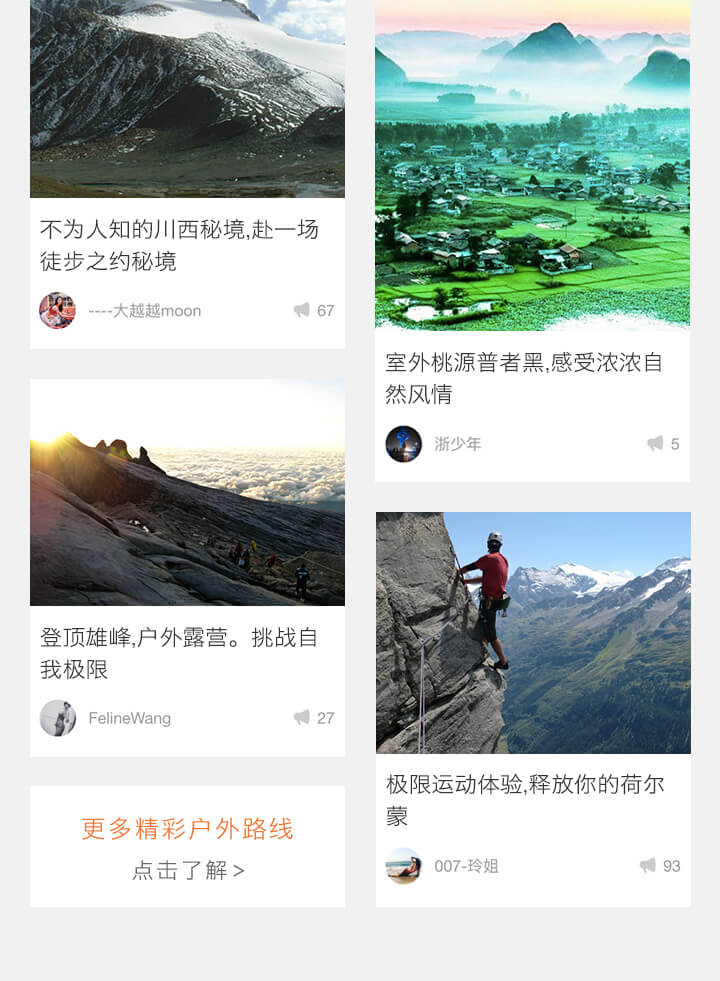 不为人知的川西秘境,赴一场
徒步之约秘境
----大越越moon
67
登顶雄峰,户外露营。挑战自
我极限
FelineWang
27
更多精彩户外路线
点击了解>
室外桃源普者黑,感受浓浓自
然风情
浙少年
5
极限运动体验,释放你的荷尔
蒙
007-玲姐
93